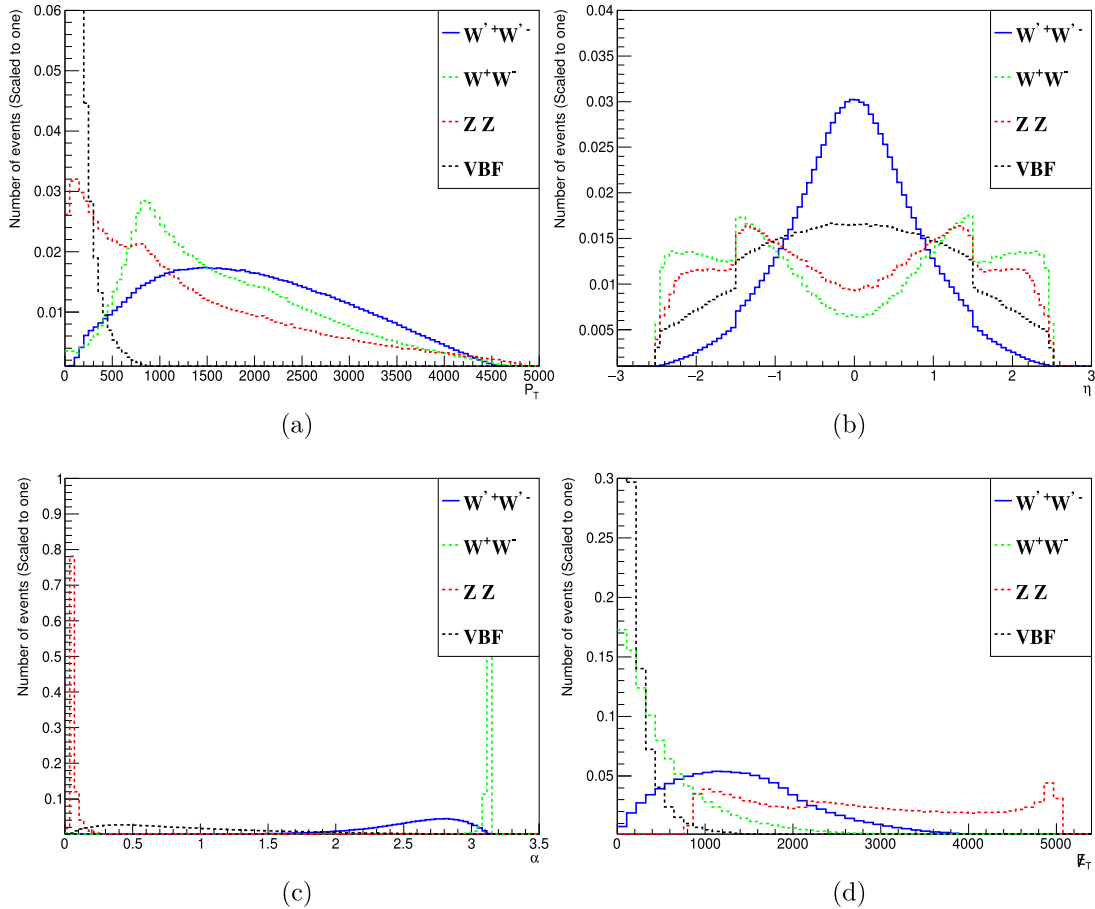 Number of events (Scaled to one)
0.06
0.05
0.04
0.03
0.02
0.01
0 500 1000 1500 2000 2500 3000 3500 4000 4500 5000
P_T
W'+W'-
W+W-
Z Z
VBF
(a)
Number of events (Scaled to one)
0.04
0.035
0.03
0.025
0.02
0.015
0.01
0.005
−3 −2 −1 0 1 2 3
η
W'+W'-
W+W-
Z Z
VBF
(b)
Number of events (Scaled to one)
1
0.9
0.8
0.7
0.6
0.5
0.4
0.3
0.2
0.1
0 0.5 1 1.5 2 2.5 3 3.5
α
W'+W'-
W+W-
Z Z
VBF
(c)
Number of events (Scaled to one)
0.3
0.25
0.2
0.15
0.1
0.05
0 1000 2000 3000 4000 5000
E̸_T
W'+W'-
W+W-
Z Z
VBF
(d)